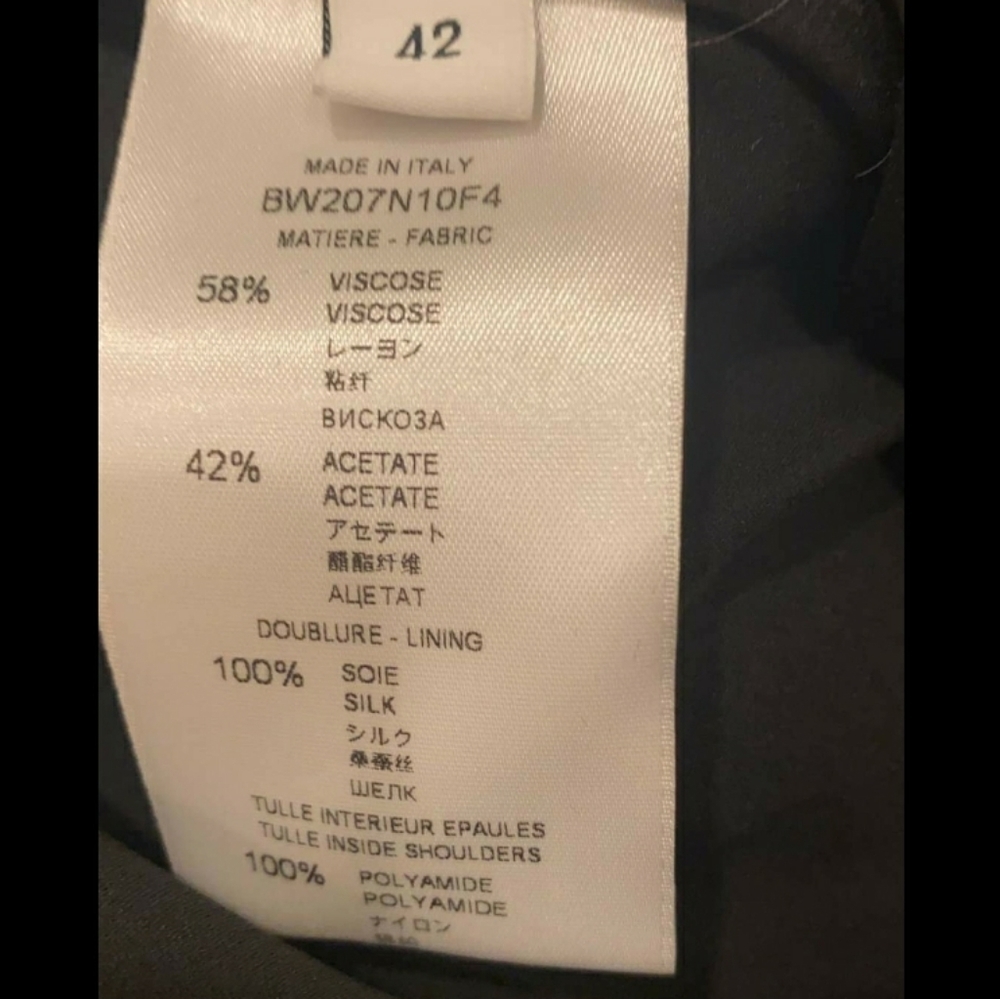 42
MADE IN ITALY
BW207N10F4
MATIERE - FABRIC
58% VISCOSE
VISCOSE
レーヨン
粘纤
ВИСКОЗА
42% ACETATE
ACETATE
アセテート
醋酯纤维
АЦЕТАТ
DOUBLURE - LINING
100% SOIE
SILK
シルク
桑蚕丝
ШЕЛК
TULLE INTERIEUR EPAULES
TULLE INSIDE SHOULDERS
100% POLYAMIDE
POLYAMIDE
ナイロン